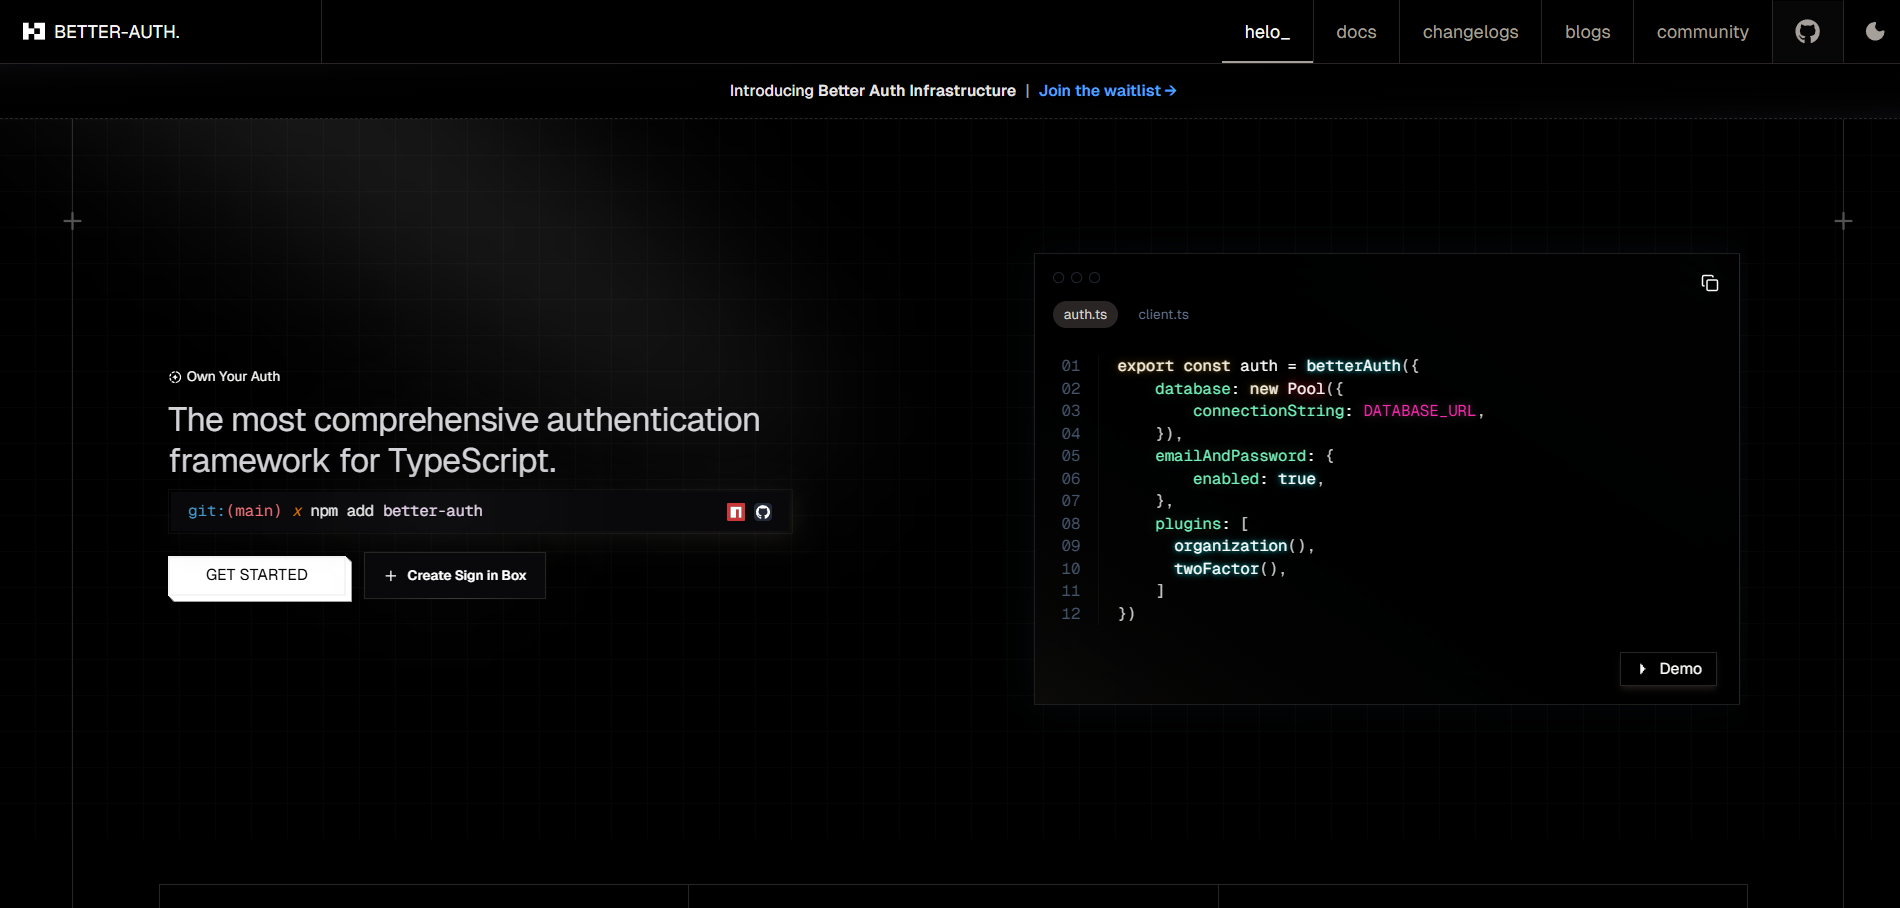 BETTER-AUTH.
helo_
docs
changelogs
blogs
community
Introducing Better Auth Infrastructure | Join the waitlist →
Own Your Auth
The most comprehensive authentication
framework for TypeScript.
git:(main) x npm add better-auth
GET STARTED
+ Create Sign in Box
auth.ts
client.ts
01 export const auth = betterAuth({
02     database: new Pool({
03         connectionString: DATABASE_URL,
04     }),
05     emailAndPassword: {
06         enabled: true,
07     },
08     plugins: [
09       organization(),
10       twoFactor(),
11     ]
12 })
Demo